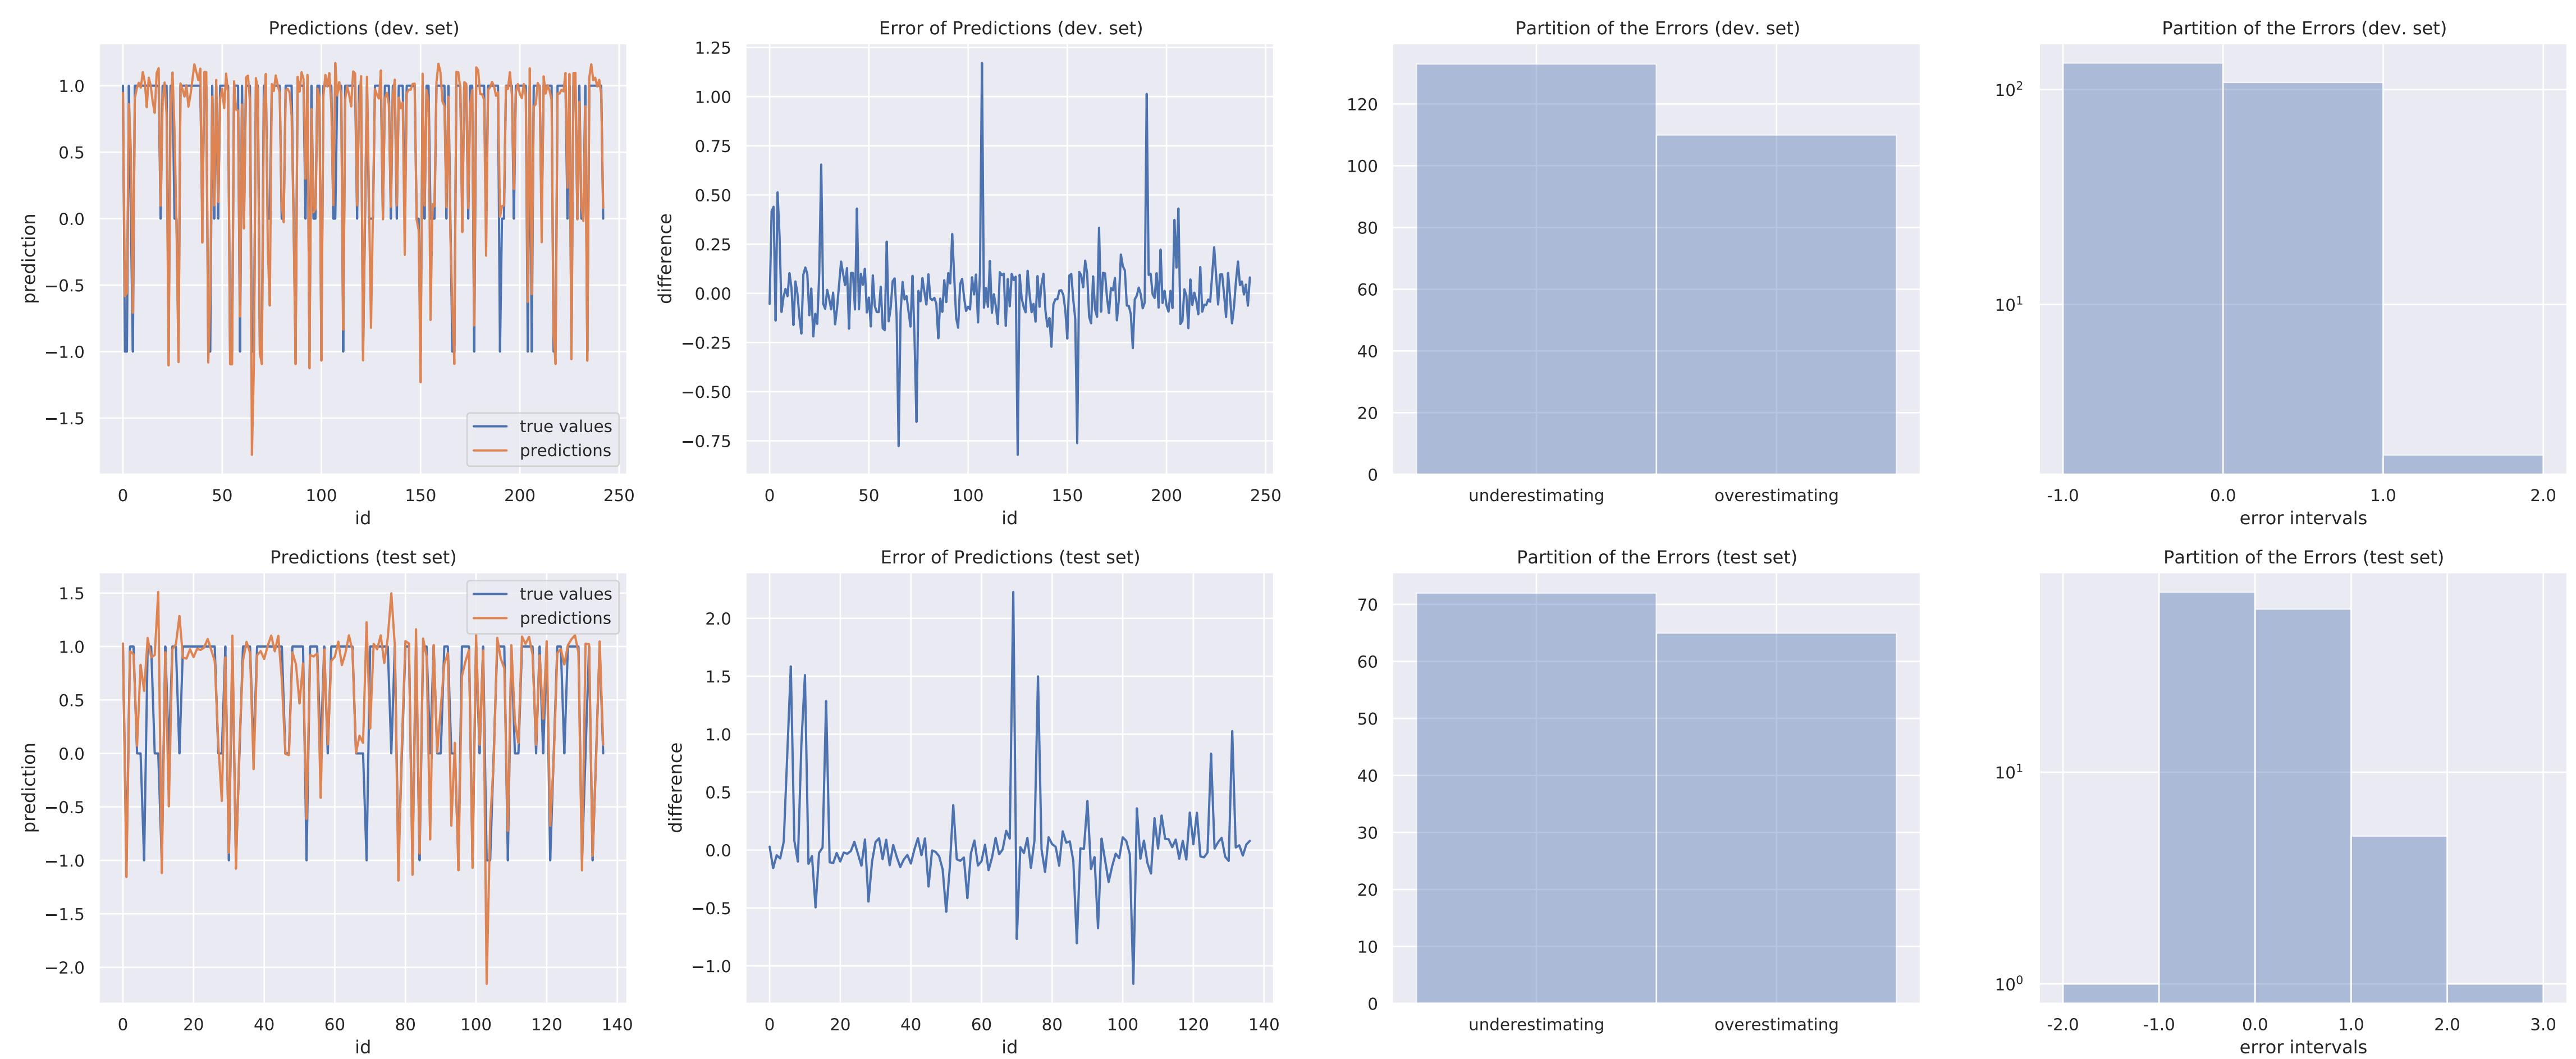 Predictions (dev. set)
1.0
0.5
0.0
−0.5
−1.0
−1.5
prediction
true values
predictions
0 50 100 150 200 250
id
Error of Predictions (dev. set)
1.25
1.00
0.75
0.50
0.25
0.00
−0.25
−0.50
−0.75
difference
0 50 100 150 200 250
id
Partition of the Errors (dev. set)
120
100
80
60
40
20
0
underestimating overestimating
Partition of the Errors (dev. set)
10²
10¹
-1.0 0.0 1.0 2.0
error intervals
Predictions (test set)
1.5
1.0
0.5
0.0
−0.5
−1.0
−1.5
−2.0
prediction
true values
predictions
0 20 40 60 80 100 120 140
id
Error of Predictions (test set)
2.0
1.5
1.0
0.5
0.0
−0.5
−1.0
difference
0 20 40 60 80 100 120 140
id
Partition of the Errors (test set)
70
60
50
40
30
20
10
0
underestimating overestimating
Partition of the Errors (test set)
10¹
10⁰
-2.0 -1.0 0.0 1.0 2.0 3.0
error intervals